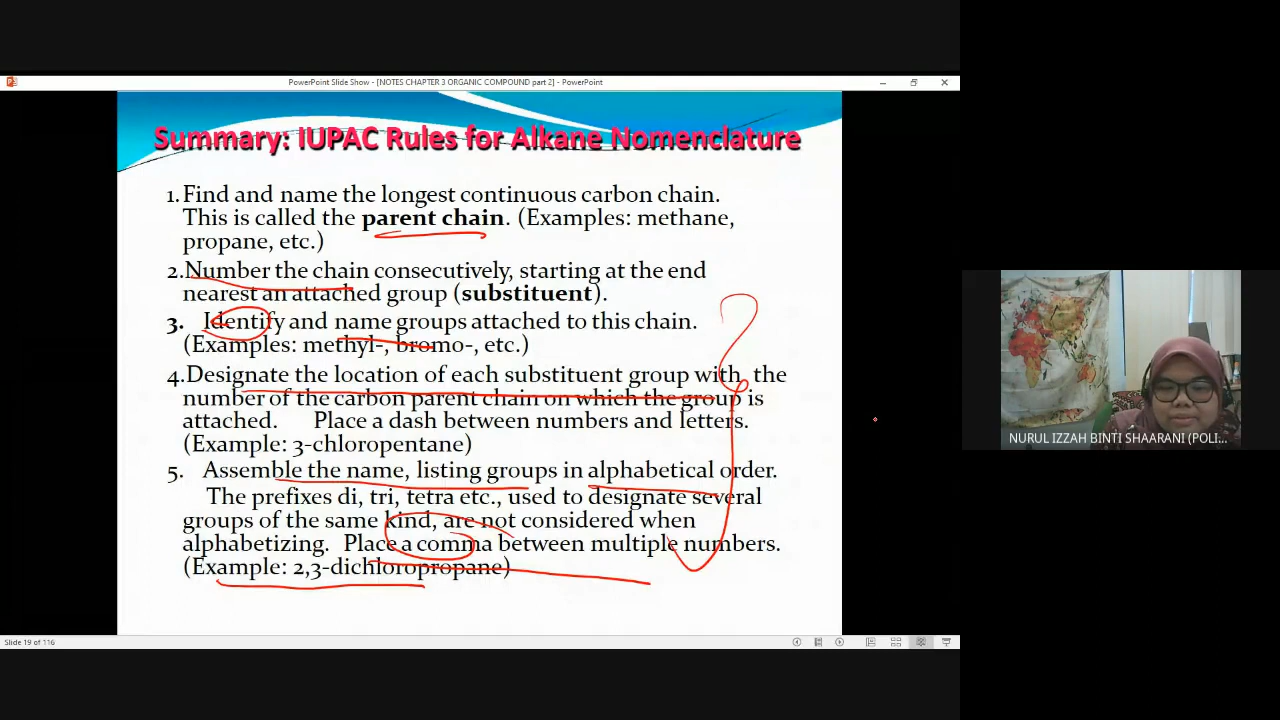 PowerPoint Slide Show - [NOTES CHAPTER 3 ORGANIC COMPOUND part 2] - PowerPoint
Summary: IUPAC Rules for Alkane Nomenclature
1. Find and name the longest continuous carbon chain.
This is called the parent chain. (Examples: methane,
propane, etc.)
2. Number the chain consecutively, starting at the end
nearest an attached group (substituent).
3. Identify and name groups attached to this chain.
(Examples: methyl-, bromo-, etc.)
4. Designate the location of each substituent group with the
number of the carbon parent chain on which the group is
attached. Place a dash between numbers and letters.
(Example: 3-chloropentane)
5. Assemble the name, listing groups in alphabetical order.
The prefixes di, tri, tetra etc., used to designate several
groups of the same kind, are not considered when
alphabetizing. Place a comma between multiple numbers.
(Example: 2,3-dichloropropane)
Slide 19 of 116
NURUL IZZAH BINTI SHAARANI (POLI...